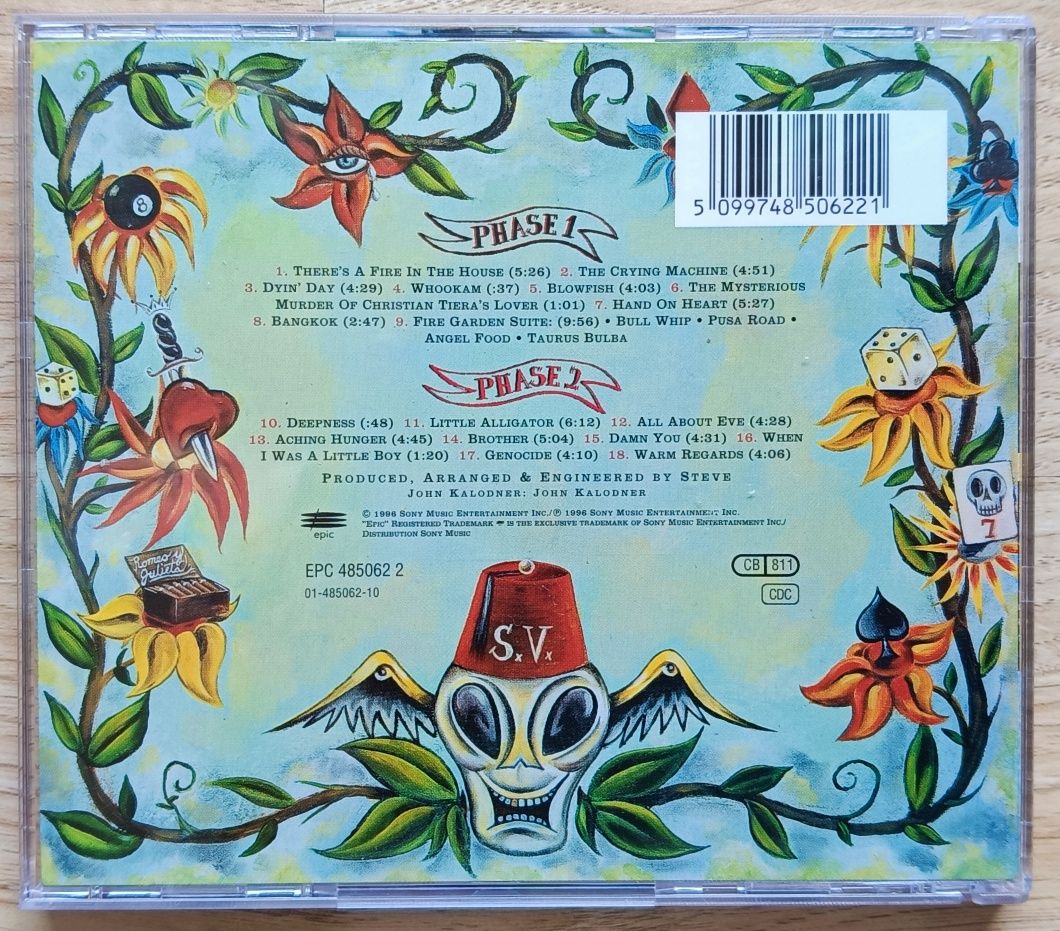 8
5 099748 506221
PHASE 1
1. THERE'S A FIRE IN THE HOUSE (5:26) 2. THE CRYING MACHINE (4:51)
3. DYIN' DAY (4:29) 4. WHOOKAM (:37) 5. BLOWFISH (4:03) 6. THE MYSTERIOUS
MURDER OF CHRISTIAN TIERA'S LOVER (1:01) 7. HAND ON HEART (5:27)
8. BANGKOK (2:47) 9. FIRE GARDEN SUITE: (9:56) • BULL WHIP • PUSA ROAD •
ANGEL FOOD • TAURUS BULBA
PHASE 2
10. DEEPNESS (:48) 11. LITTLE ALLIGATOR (6:12) 12. ALL ABOUT EVE (4:28)
13. ACHING HUNGER (4:45) 14. BROTHER (5:04) 15. DAMN YOU (4:31) 16. WHEN
I WAS A LITTLE BOY (1:20) 17. GENOCIDE (4:10) 18. WARM REGARDS (4:06)
PRODUCED, ARRANGED & ENGINEERED BY STEVE
JOHN KALODNER: JOHN KALODNER
© 1996 SONY MUSIC ENTERTAINMENT INC./℗ 1996 SONY MUSIC ENTERTAINMENT INC.
"EPIC" REGISTERED TRADEMARK IS THE EXCLUSIVE TRADEMARK OF SONY MUSIC ENTERTAINMENT INC./
DISTRIBUTION SONY MUSIC
epic
7
Romeo y
Julieta
EPC 485062 2
01-485062-10
CB 811
CDC
S.V.